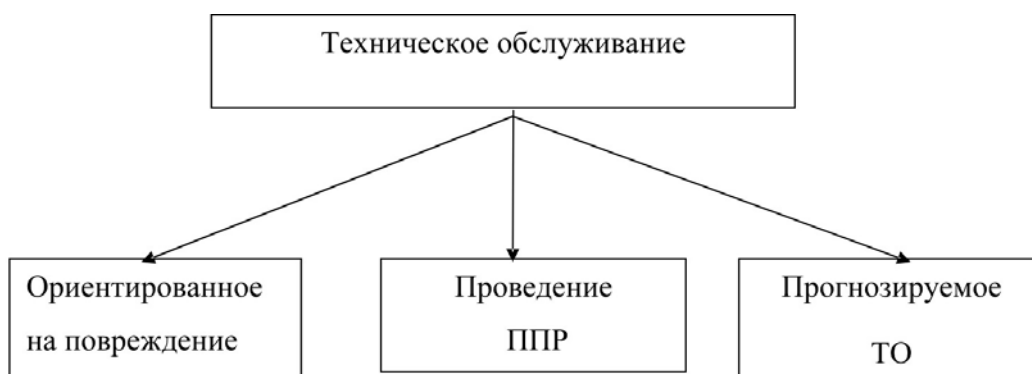 Техническое обслуживание
Ориентированное
на повреждение
Проведение
ППР
Прогнозируемое
ТО